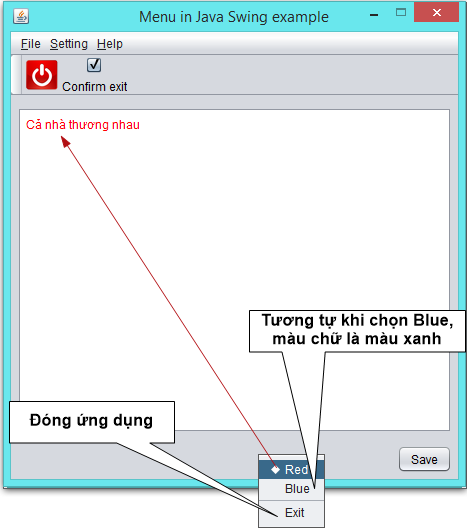 Menu in Java Swing example
File Setting Help
Confirm exit
Cả nhà thương nhau
Tương tự khi chọn Blue,
màu chữ là màu xanh
Đóng ứng dụng
Save
Red
Blue
Exit